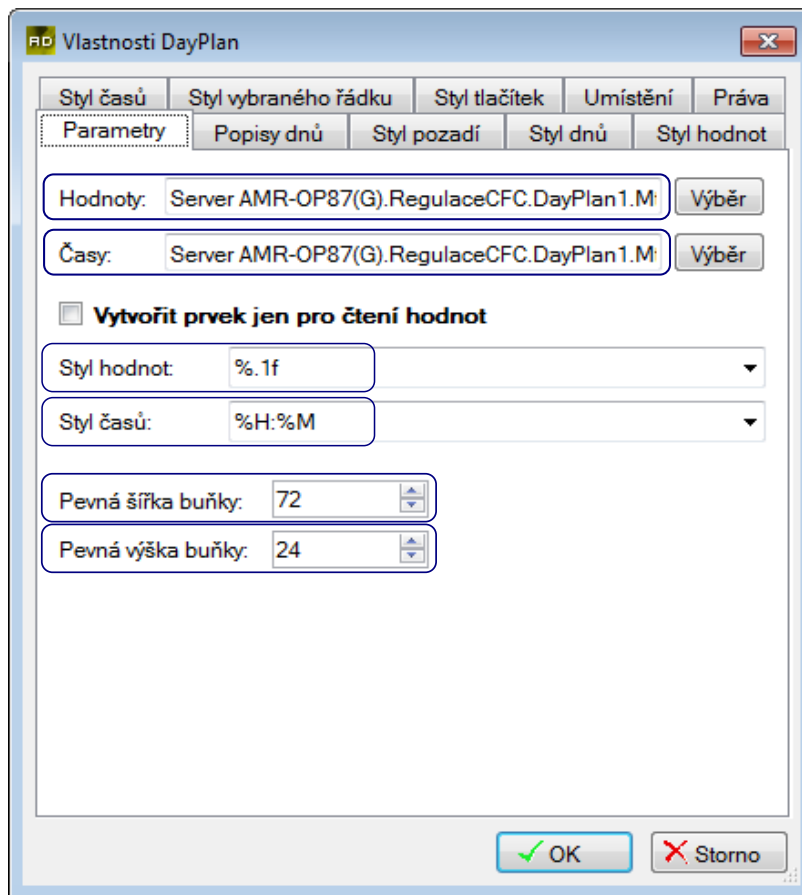 RD Vlastnosti DayPlan
Styl časů Styl vybraného řádku Styl tlačítek Umístění Práva
Parametry Popisy dnů Styl pozadí Styl dnů Styl hodnot
Hodnoty: Server AMR-OP87(G).RegulaceCFC.DayPlan1.M Výběr
Časy: Server AMR-OP87(G).RegulaceCFC.DayPlan1.M Výběr
Vytvořit prvek jen pro čtení hodnot
Styl hodnot: %.1f
Styl časů: %H:%M
Pevná šířka buňky: 72
Pevná výška buňky: 24
OK Storno